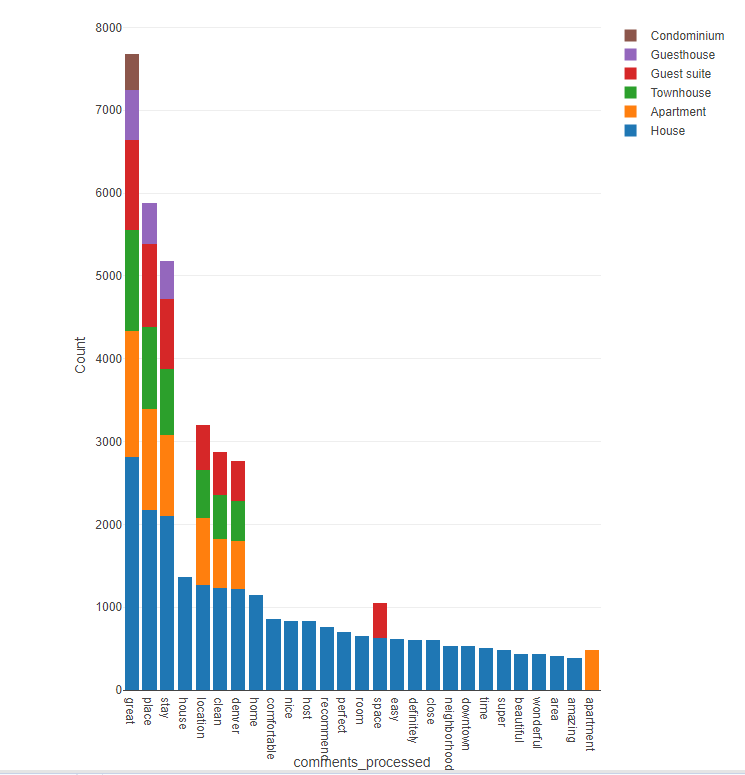 8000
7000
6000
5000
4000
3000
2000
1000
0
Count
great
place
stay
house
location
clean
denver
home
comfortable
nice
host
recommend
perfect
room
space
easy
definitely
close
neighborhood
downtown
time
super
beautiful
wonderful
area
amazing
apartment
comments_processed
Condominium
Guesthouse
Guest suite
Townhouse
Apartment
House